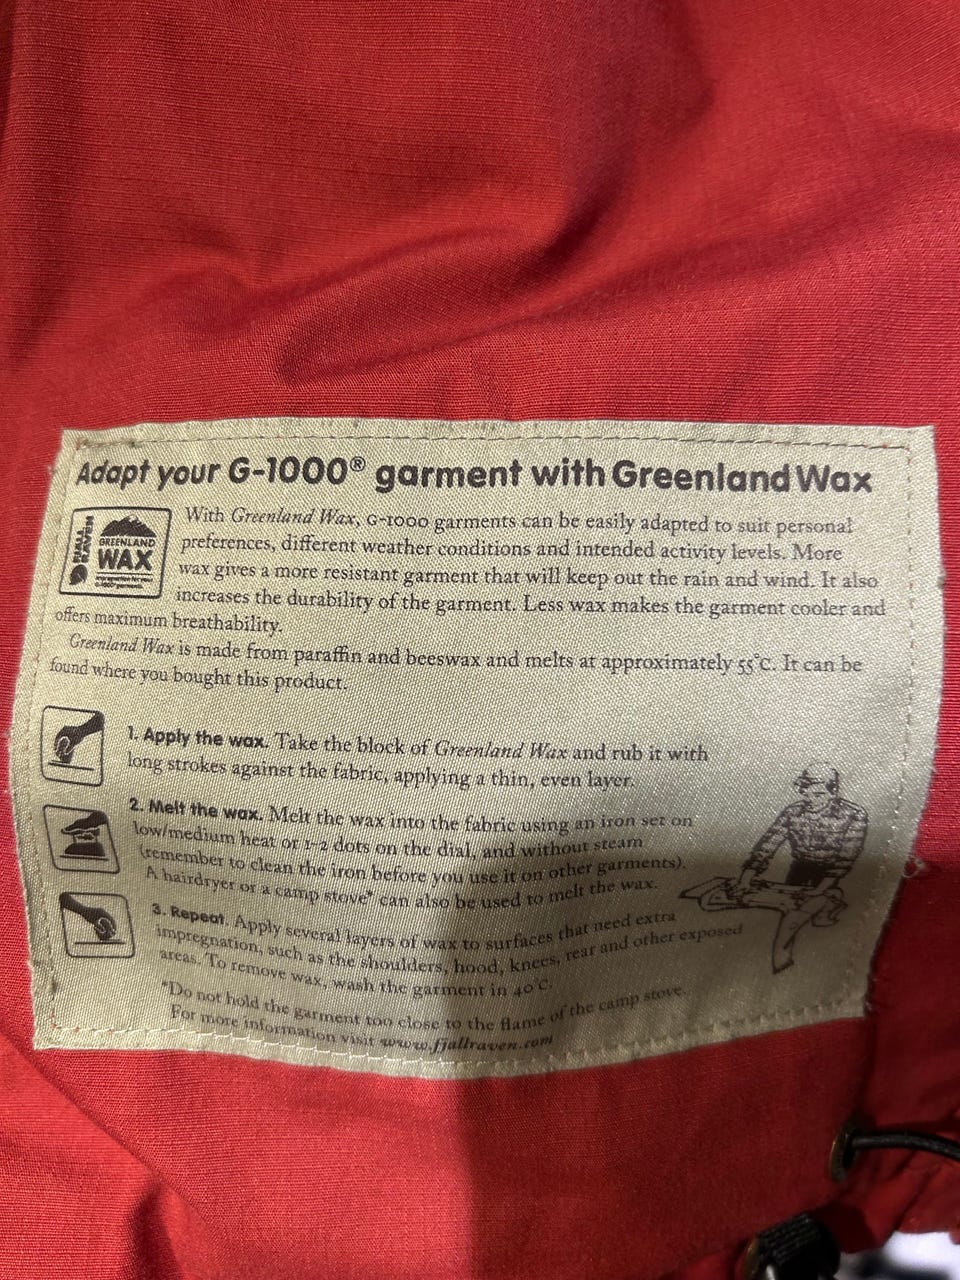 Adapt your G-1000® garment with Greenland Wax
FJÄLL
RÄVEN
GREENLAND
WAX
With Greenland Wax, G-1000 garments can be easily adapted to suit personal
preferences, different weather conditions and intended activity levels. More
wax gives a more resistant garment that will keep out the rain and wind. It also
increases the durability of the garment. Less wax makes the garment cooler and
offers maximum breathability.
Greenland Wax is made from paraffin and beeswax and melts at approximately 55°C. It can be
found where you bought this product.
1. Apply the wax. Take the block of Greenland Wax and rub it with
long strokes against the fabric, applying a thin, even layer.
2. Melt the wax. Melt the wax into the fabric using an iron set on
low/medium heat or 1-2 dots on the dial, and without steam
(remember to clean the iron before you use it on other garments).
A hairdryer or a camp stove* can also be used to melt the wax.
3. Repeat. Apply several layers of wax to surfaces that need extra
impregnation, such as the shoulders, hood, knees, rear and other exposed
areas. To remove wax, wash the garment in 40°C.
*Do not hold the garment too close to the flame of the camp stove.
For more information visit www.fjallraven.com